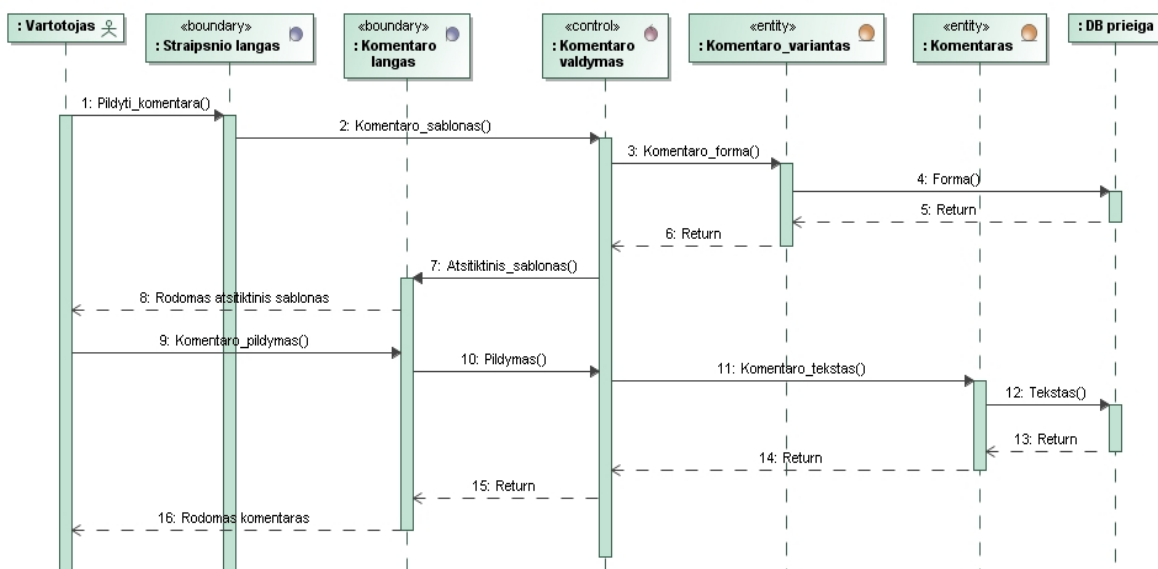 : Vartotojas
«boundary»
: Straipsnio langas
«boundary»
: Komentaro
langas
«control»
: Komentaro
valdymas
«entity»
: Komentaro_variantas
«entity»
: Komentaras
: DB prieiga
1: Pildyti_komentara()
2: Komentaro_sablonas()
3: Komentaro_forma()
4: Forma()
5: Return
6: Return
7: Atsitiktinis_sablonas()
8: Rodomas atsitiktinis sablonas
9: Komentaro_pildymas()
10: Pildymas()
11: Komentaro_tekstas()
12: Tekstas()
13: Return
14: Return
15: Return
16: Rodomas komentaras